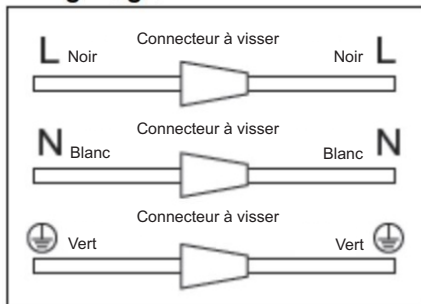 Connecteur à visser
L Noir Noir L
Connecteur à visser
N Blanc Blanc N
Connecteur à visser
Vert Vert